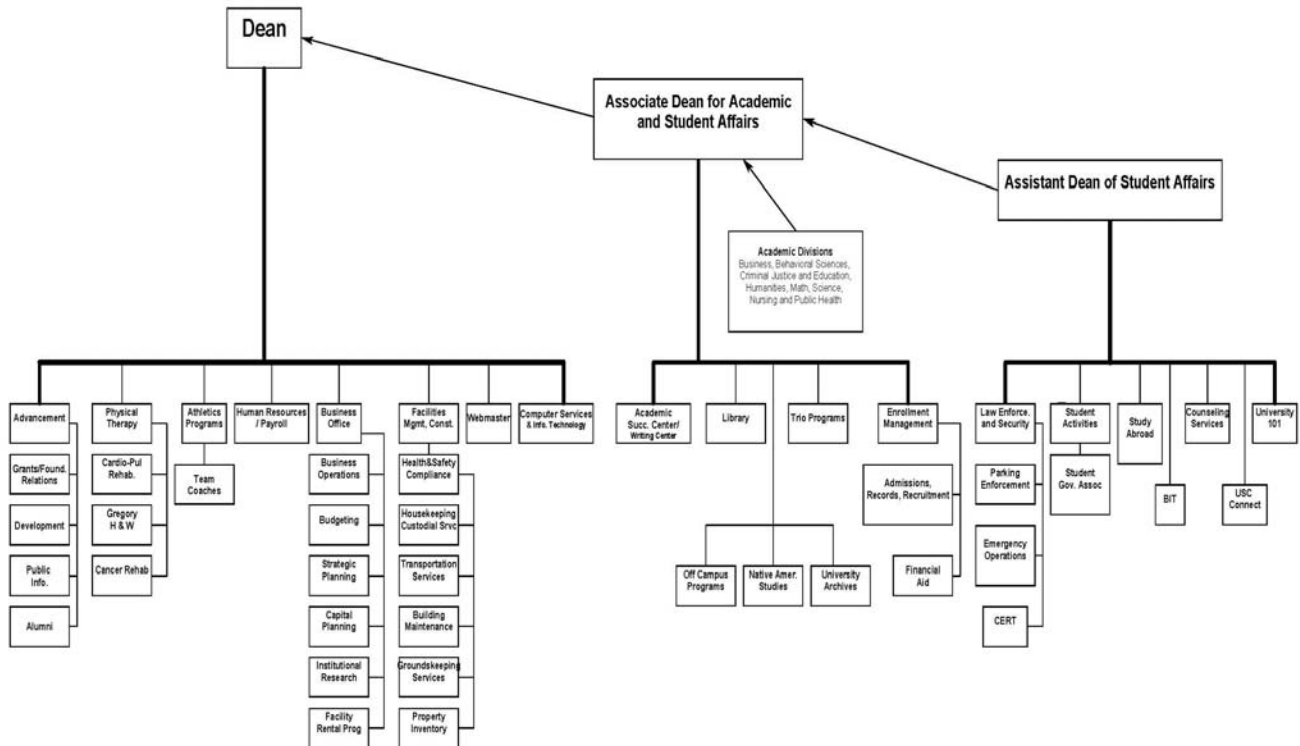 Dean
Associate Dean for Academic
and Student Affairs
Assistant Dean of Student Affairs
Academic Divisions
Business, Behavioral Sciences,
Criminal Justice and Education,
Humanities, Math, Science,
Nursing and Public Health
Advancement
Grants/Found.
Relations
Development
Public
Info.
Alumni
Physical
Therapy
Cardio-Pul
Rehab.
Gregory
H & W
Cancer Rehab
Athletics
Programs
Team
Coaches
Human Resources
/ Payroll
Business
Office
Business
Operations
Budgeting
Strategic
Planning
Capital
Planning
Institutional
Research
Facility
Rental Prog
Facilities
Mgmt, Const.
Health&Safety
Compliance
Housekeeping
Custodial Srvc
Transportation
Services
Building
Maintenance
Groundskeeping
Services
Property
Inventory
Webmaster
Computer Services
& Info. Technology
Academic
Succ. Center/
Writing Center
Library
Trio Programs
Off Campus
Programs
Native Amer.
Studies
University
Archives
Enrollment
Management
Admissions,
Records, Recruitment
Financial
Aid
Law Enforce.
and Security
Parking
Enforcement
Emergency
Operations
CERT
Student
Activities
Student
Gov. Assoc
Study
Abroad
BIT
Counseling
Services
USC
Connect
University
101